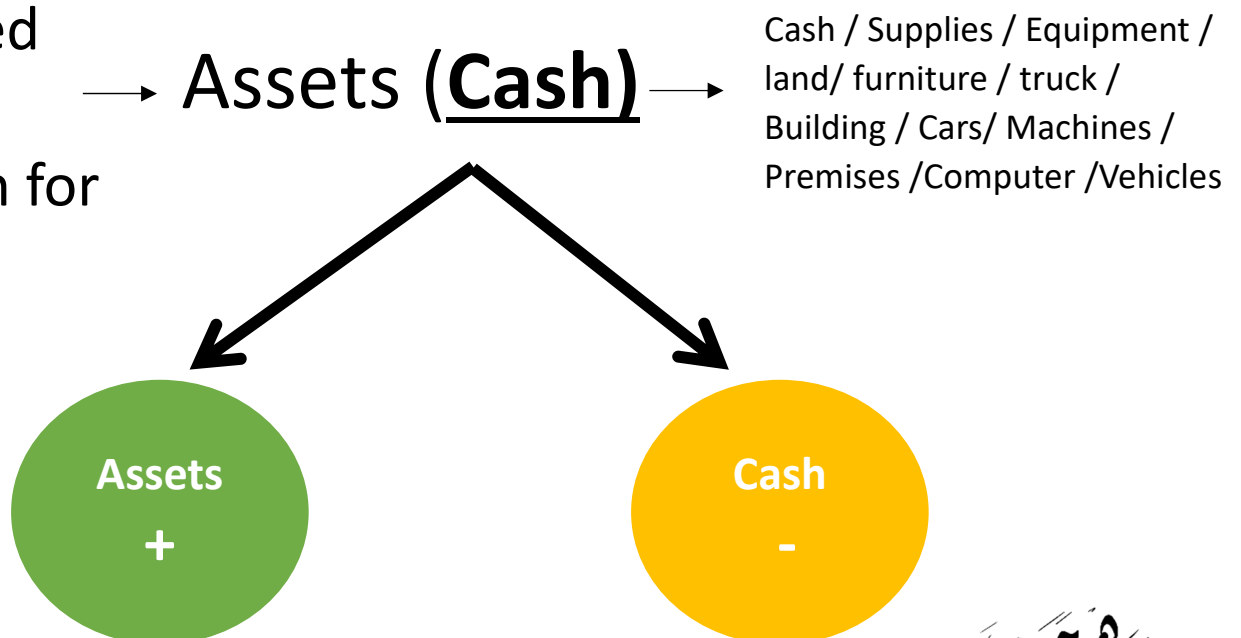 ed
n for
Assets (Cash)
Cash / Supplies / Equipment /
land/ furniture / truck /
Building / Cars/ Machines /
Premises /Computer /Vehicles
Assets
+
Cash
-